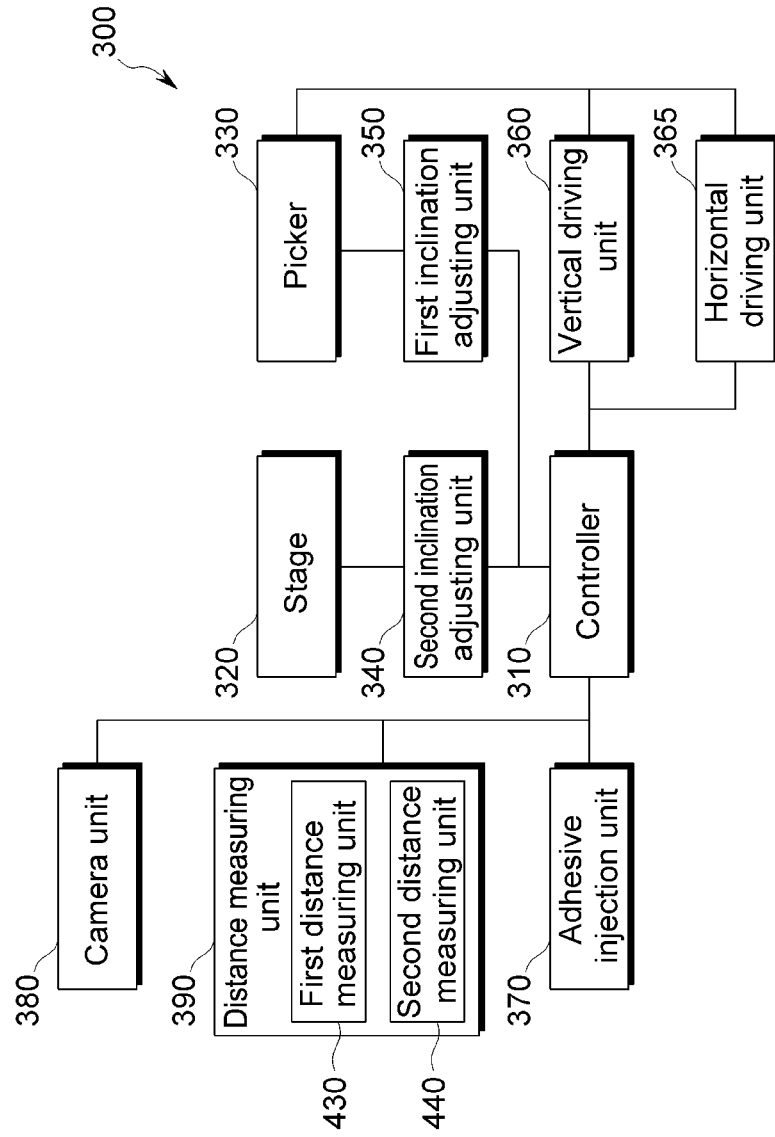 300
380
Camera unit
320
Stage
330
Picker
390
Distance measuring
unit
430
First distance
measuring unit
440
Second distance
measuring unit
340
Second inclination
adjusting unit
350
First inclination
adjusting unit
370
Adhesive
injection unit
310
Controller
360
Vertical driving
unit
365
Horizontal
driving unit